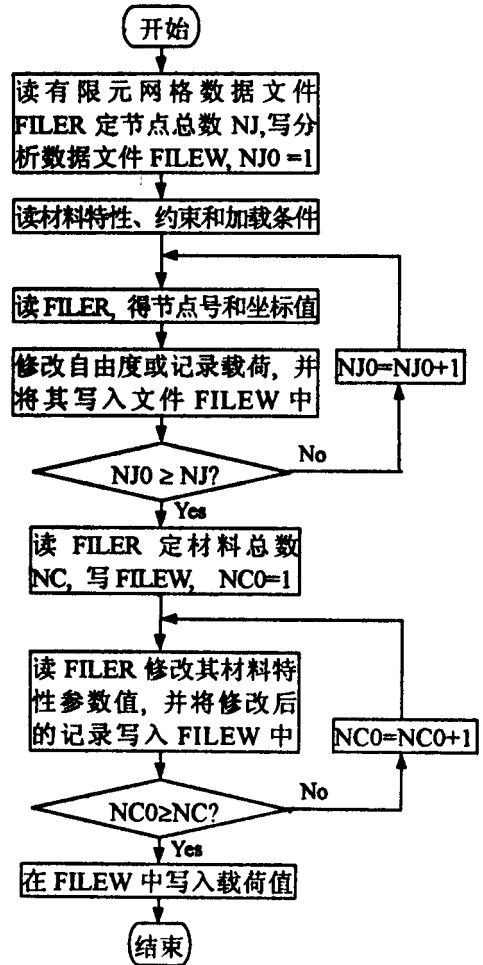 开始
读有限元网格数据文件
FILER 定节点总数 NJ,写分
析数据文件 FILEW, NJ0 =1
读材料特性、约束和加载条件
读 FILER, 得节点号和坐标值
修改自由度或记录载荷, 并
将其写入文件 FILEW 中
NJ0=NJ0+1
NJ0 ≥ NJ?
No
Yes
读 FILER 定材料总数
NC, 写 FILEW, NC0=1
读 FILER 修改其材料特
性参数值, 并将修改后
的记录写入 FILEW 中
NC0=NC0+1
NC0≥NC?
No
Yes
在 FILEW 中写入载荷值
结束